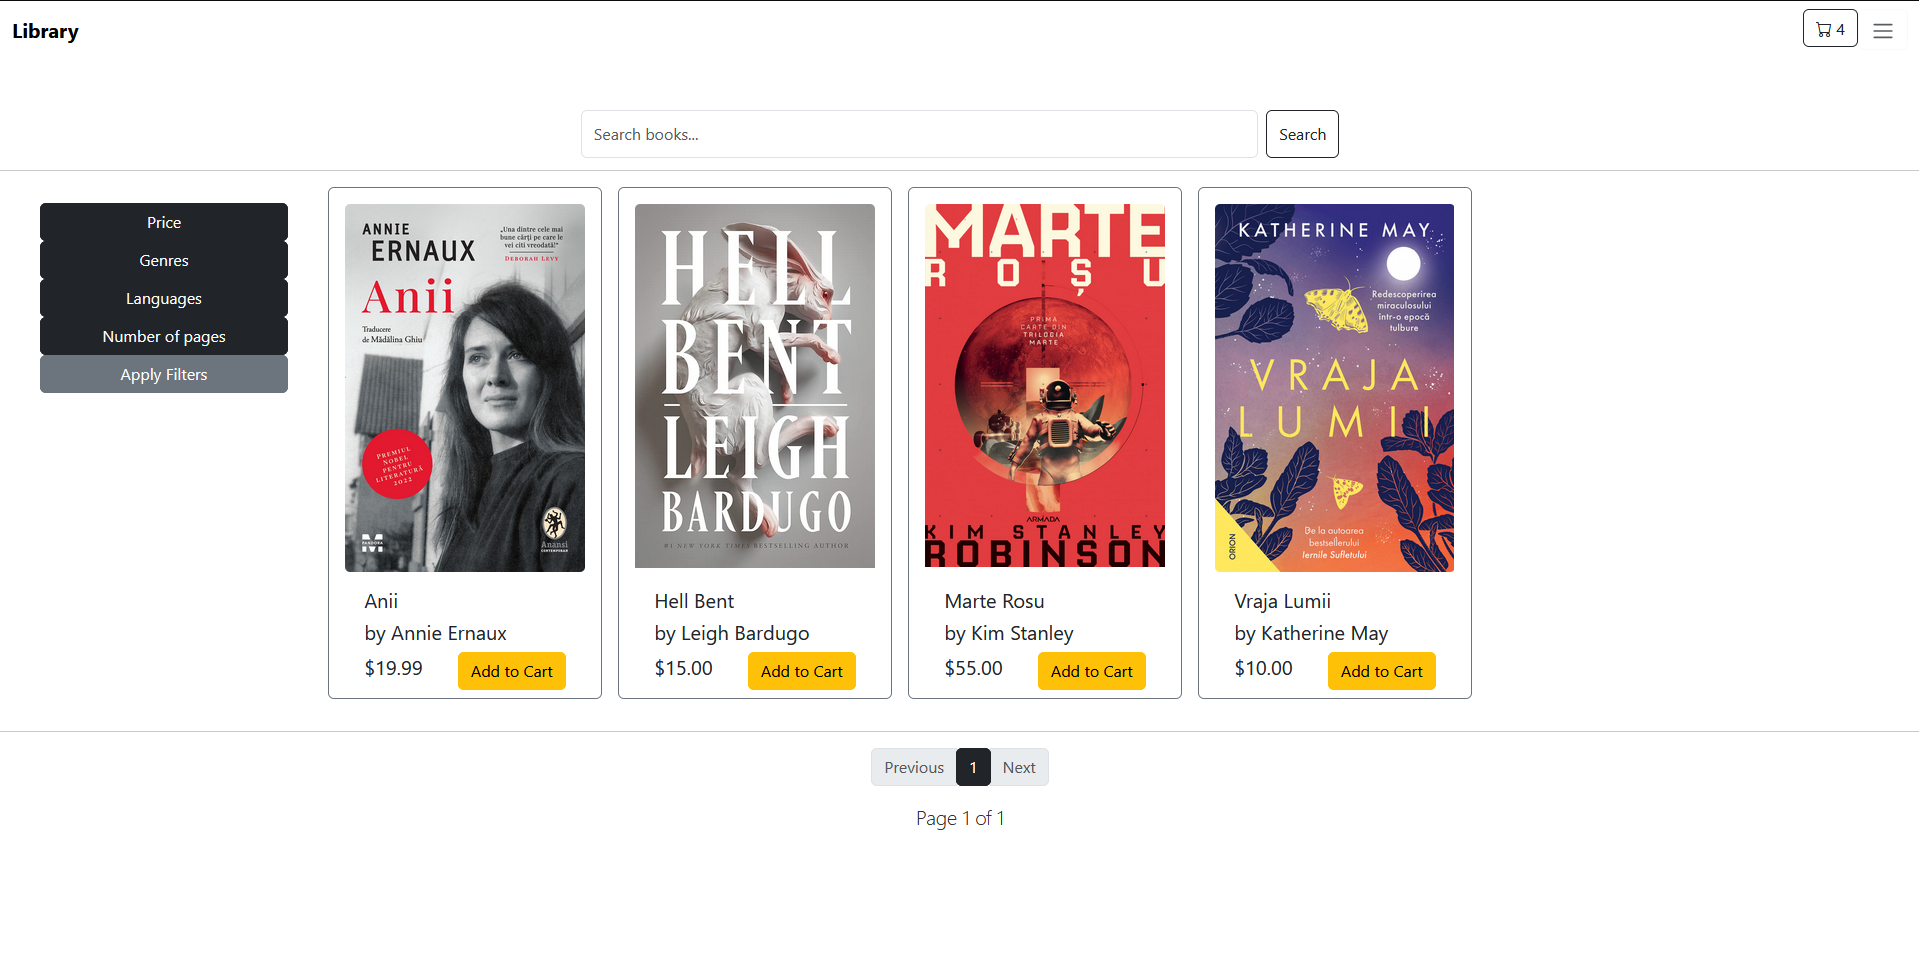 Library
4
Search books...
Search
Price
Genres
Languages
Number of pages
Apply Filters
ANNIE
ERNAUX
„Una dintre cele mai
bune cărți pe care le
vei citi vreodată!”
DEBORAH LEVY
Anii
Traducere
de Mădălina Ghiu
PREMIUL
NOBEL
PENTRU
LITERATURĂ
2022
PANDORA
M
Anansi
CONTEMPORAN
Anii
by Annie Ernaux
$19.99
Add to Cart
HELL
BENT
LEIGH
BARDUGO
#1 NEW YORK TIMES BESTSELLING AUTHOR
Hell Bent
by Leigh Bardugo
$15.00
Add to Cart
MARTE
ROȘU
PRIMA
CARTE DIN
TRILOGIA
MARTE
ARMADA
KIM STANLEY
ROBINSON
Marte Rosu
by Kim Stanley
$55.00
Add to Cart
KATHERINE MAY
Redescoperirea
miraculosului
într-o epocă
tulbure
VRAJA
LUMII
De la autoarea
bestsellerului
Iernile Sufletului
ORION
Vraja Lumii
by Katherine May
$10.00
Add to Cart
Previous
1
Next
Page 1 of 1